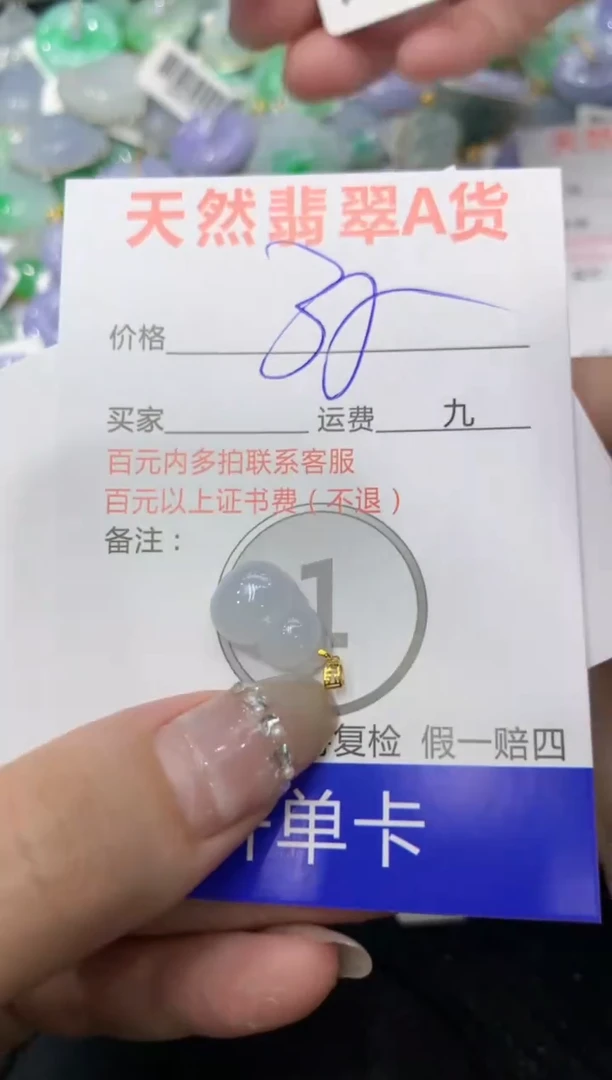 天然翡翠A货
价格
买家 运费 九
百元内多拍联系客服
百元以上证书费(不退)
备注:
1
复检 假一赔四
单卡